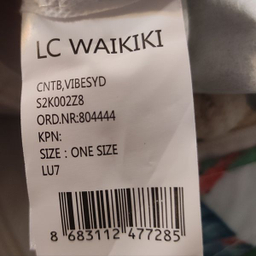 LC WAIKIKI
CNTB,VIBESYD
S2K002Z8
ORD.NR:804444
KPN:
SIZE : ONE SIZE
LU7
8 683112 477285